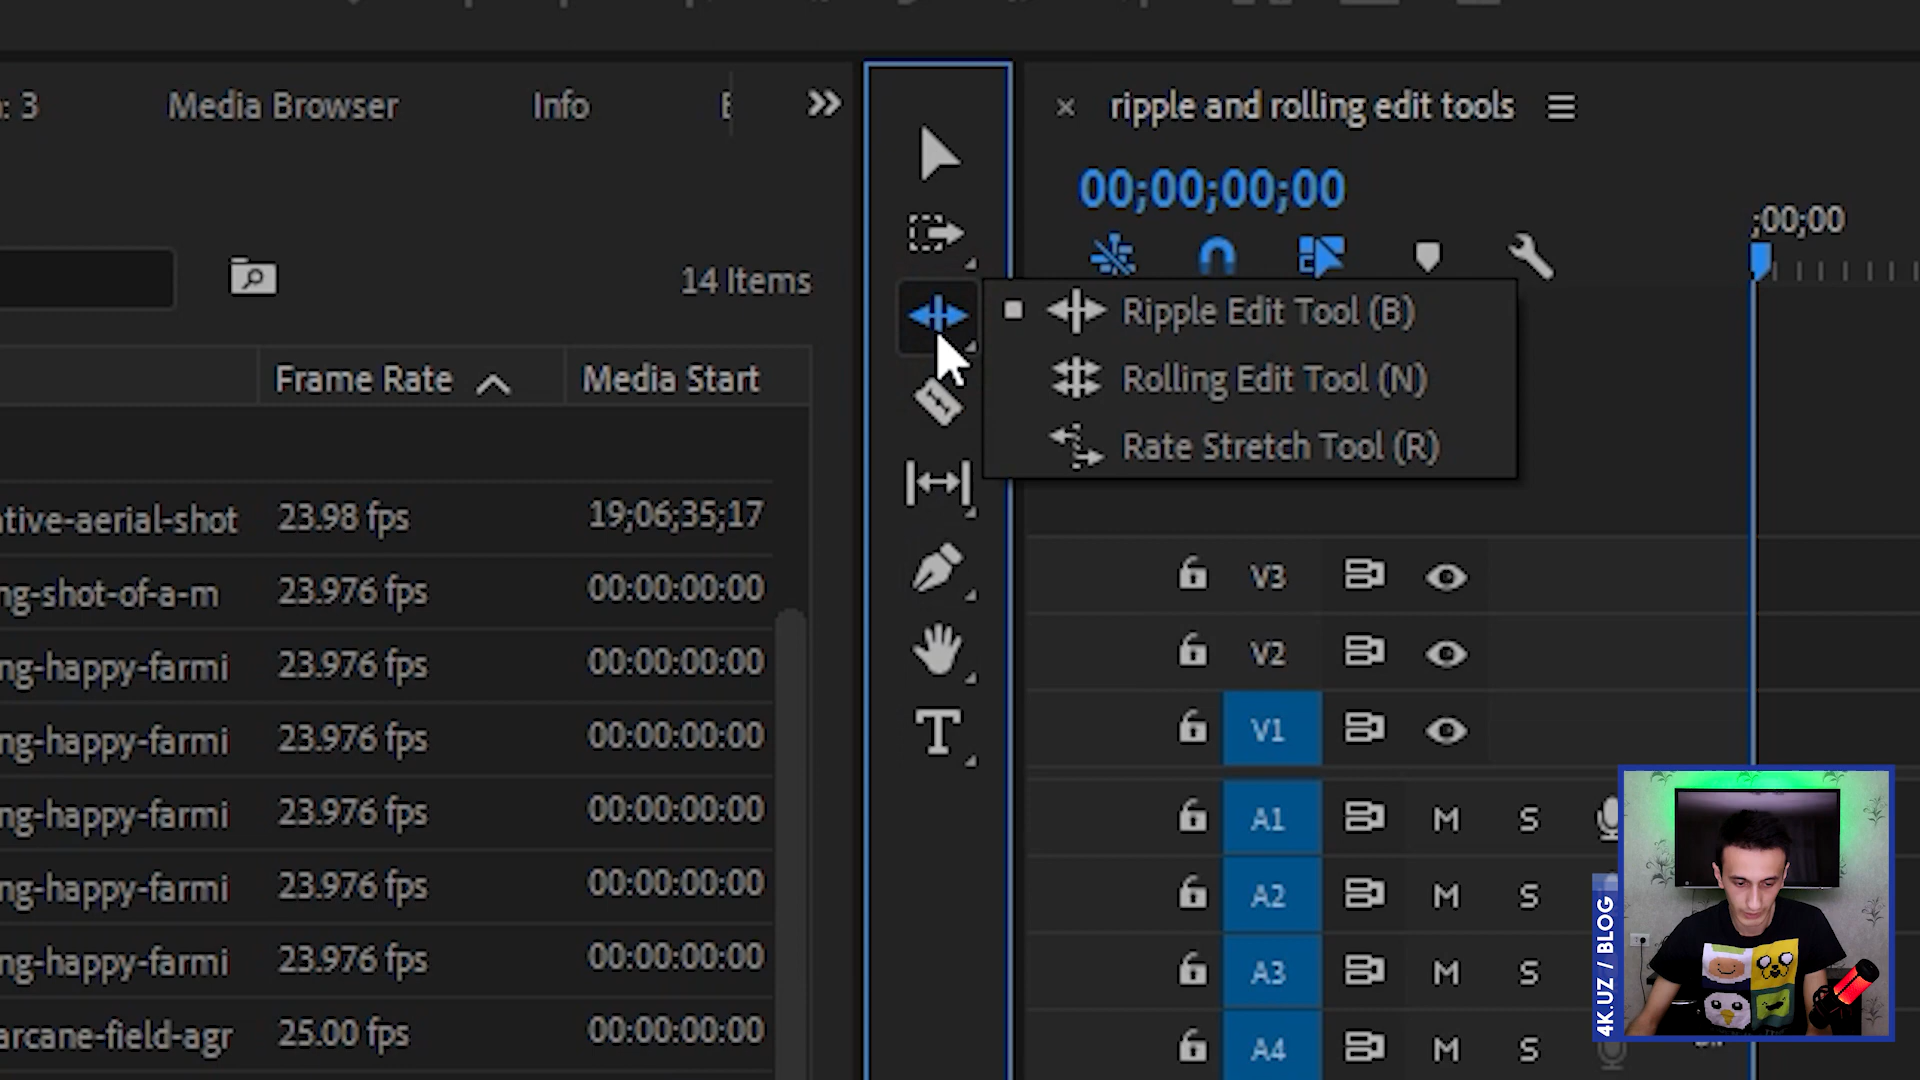 : 3 Media Browser Info
ripple and rolling edit tools
00;00;00;00
;00;00
14 Items
Ripple Edit Tool (B)
Rolling Edit Tool (N)
Rate Stretch Tool (R)
Frame Rate Media Start
ative-aerial-shot 23.98 fps 19;06;35;17
ng-shot-of-a-m 23.976 fps 00:00:00:00
ng-happy-farmi 23.976 fps 00:00:00:00
ng-happy-farmi 23.976 fps 00:00:00:00
ng-happy-farmi 23.976 fps 00:00:00:00
ng-happy-farmi 23.976 fps 00:00:00:00
ng-happy-farmi 23.976 fps 00:00:00:00
arcane-field-agr 25.00 fps 00:00:00:00
V3
V2
V1
A1 M S
A2 M S
A3 M S
A4 M S
4K.UZ / BLOG